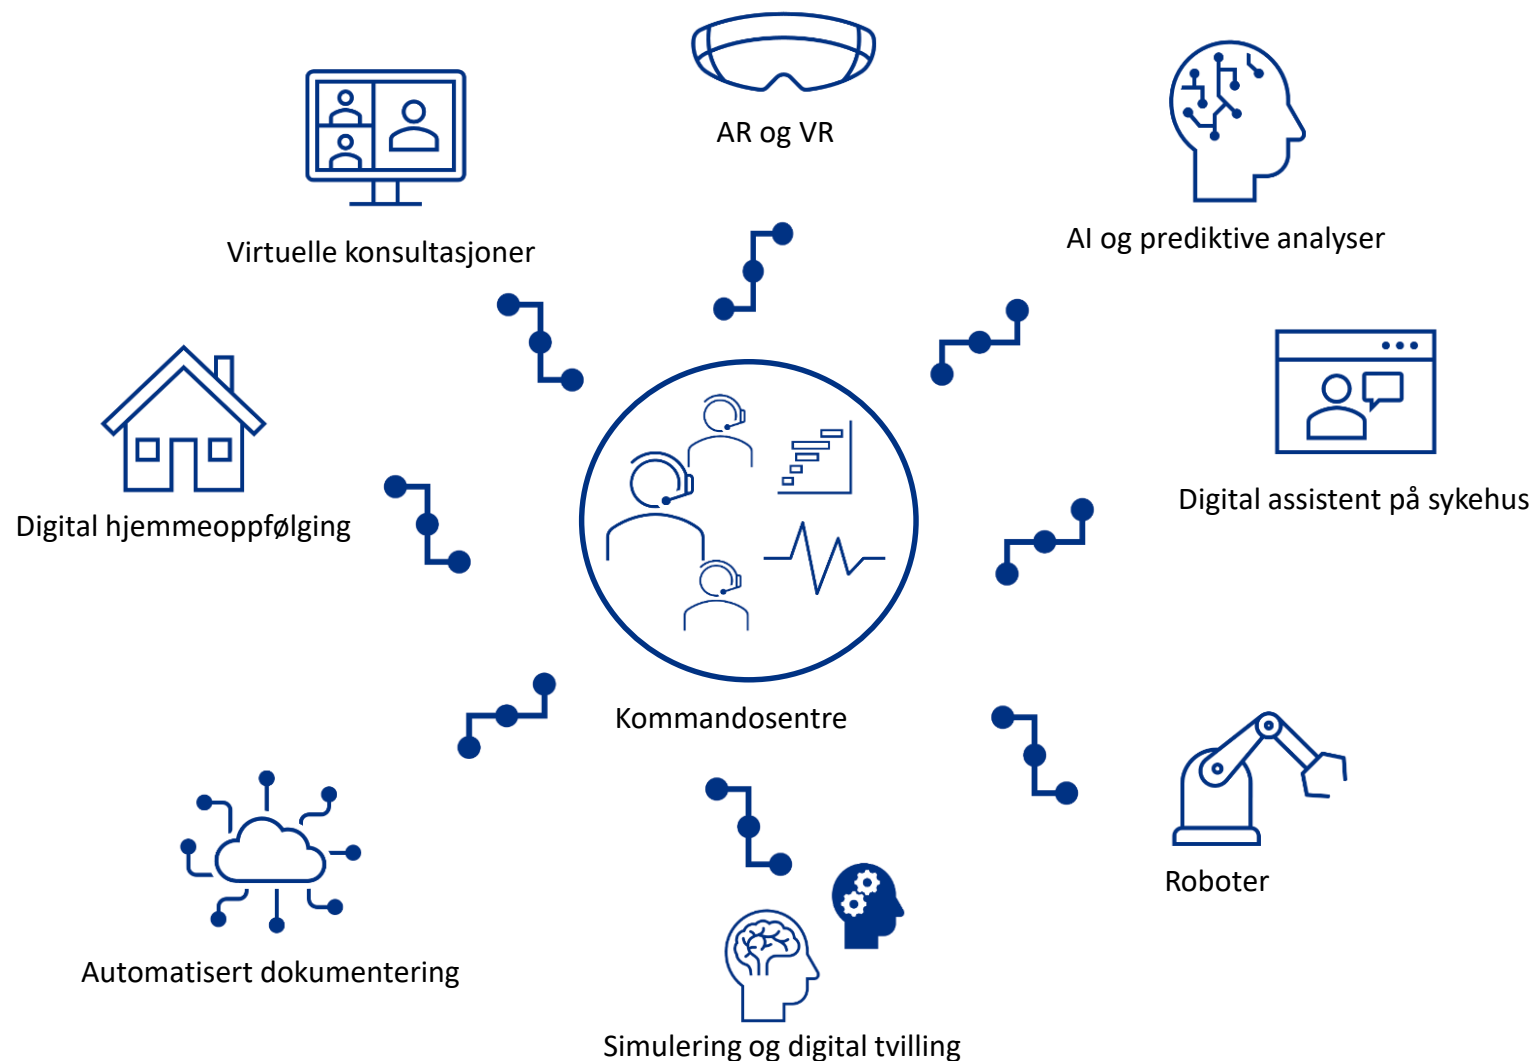 AR og VR
Virtuelle konsultasjoner
AI og prediktive analyser
Digital hjemmeoppfølging
Digital assistent på sykehus
Kommandosentre
Roboter
Automatisert dokumentering
Simulering og digital tvilling